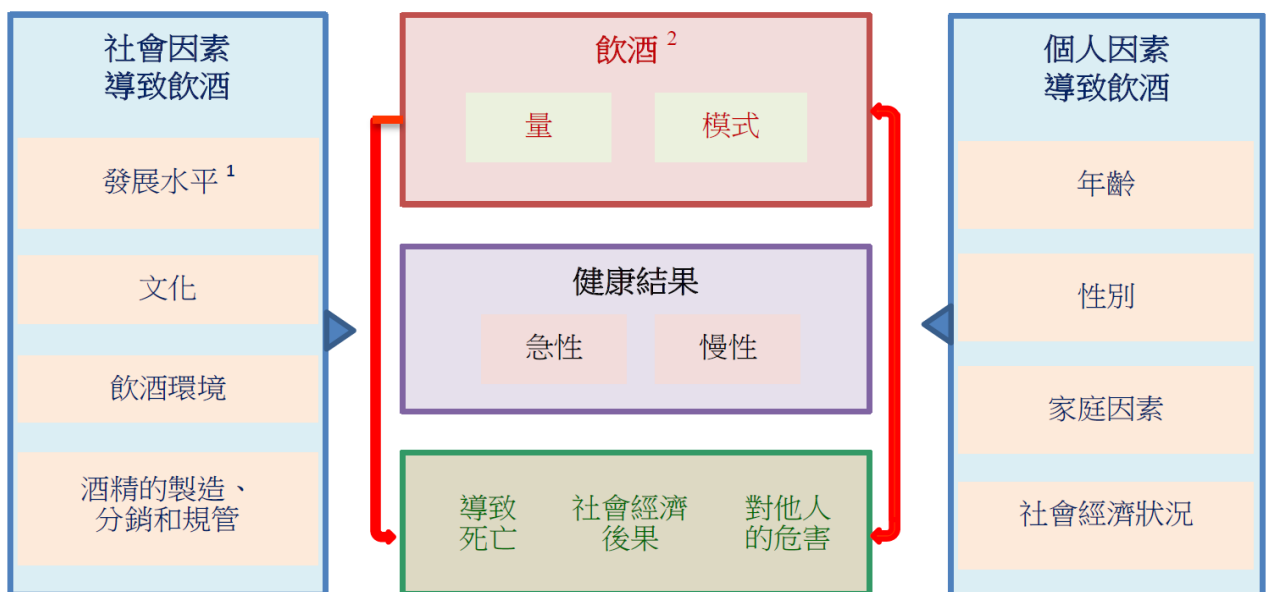 社會因素
導致飲酒
發展水平 1
文化
飲酒環境
酒精的製造、
分銷和規管
飲酒 2
量
模式
健康結果
急性
慢性
導致
死亡
社會經濟
後果
對他人
的危害
個人因素
導致飲酒
年齡
性別
家庭因素
社會經濟狀況